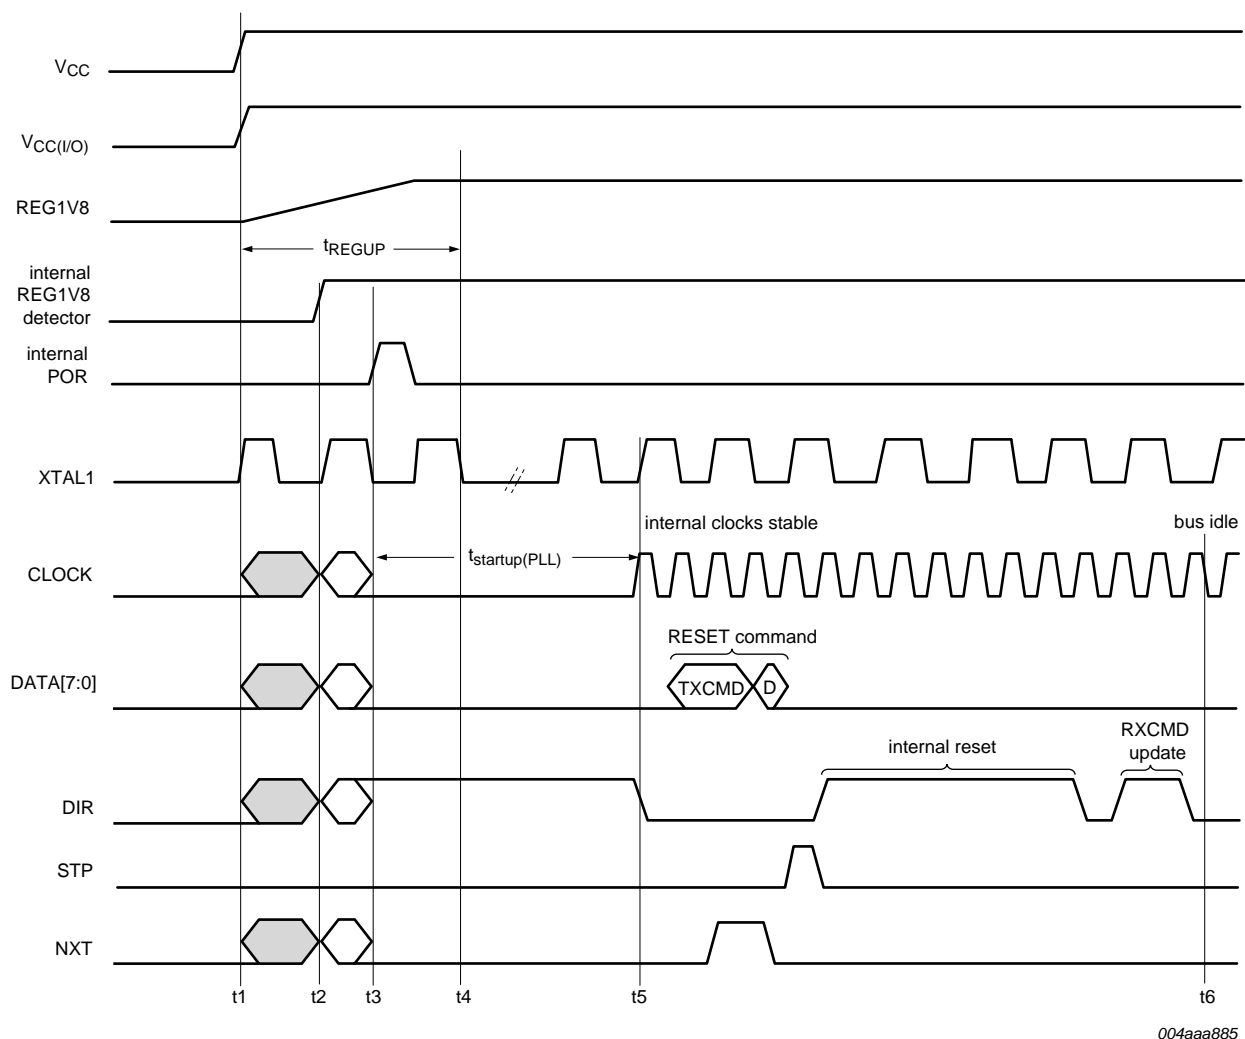 VCC
VCC(I/O)
REG1V8
tREGUP
internal
REG1V8
detector
internal
POR
XTAL1
internal clocks stable
bus idle
CLOCK
tstartup(PLL)
RESET command
DATA[7:0]
TXCMD
D
internal reset
RXCMD
update
DIR
STP
NXT
t1
t2
t3
t4
t5
t6
004aaa885